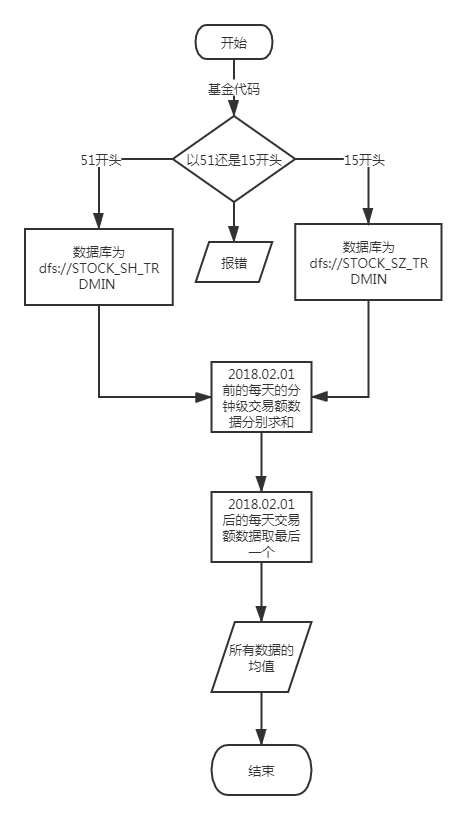 开始
基金代码
以51还是15开头
51开头
15开头
数据库为
dfs://STOCK_SH_TR
DMIN
报错
数据库为
dfs://STOCK_SZ_TR
DMIN
2018.02.01
前的每天的分
钟级交易额数
据分别求和
2018.02.01
后的每天交易
额数据取最后
一个
所有数据的
均值
结束